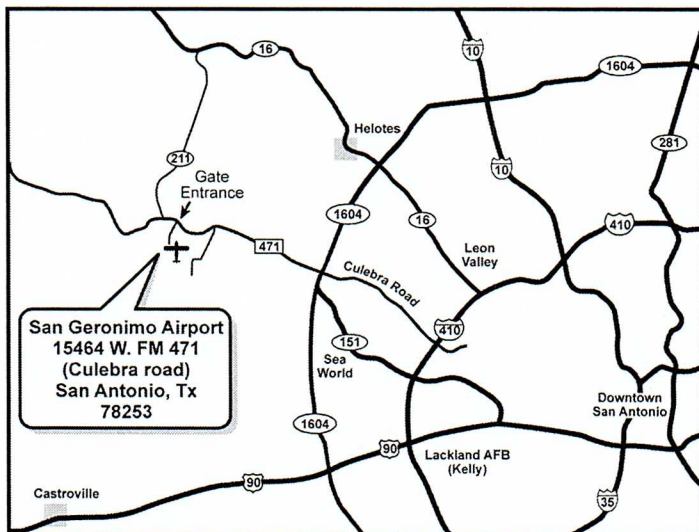 16
10
1604
Helotes
281
211
Gate
Entrance
10
1604
16
410
471
Leon
Valley
Culebra Road
San Geronimo Airport
15464 W. FM 471
(Culebra road)
San Antonio, Tx
78253
410
151
Sea
World
Downtown
San Antonio
1604
90
Lackland AFB
(Kelly)
90
Castroville
35